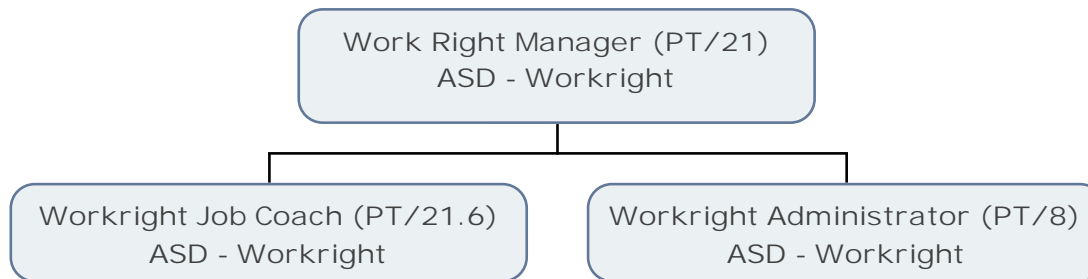 Work Right Manager (PT/21)
ASD - Workright
Workright Job Coach (PT/21.6)
ASD - Workright
Workright Administrator (PT/8)
ASD - Workright